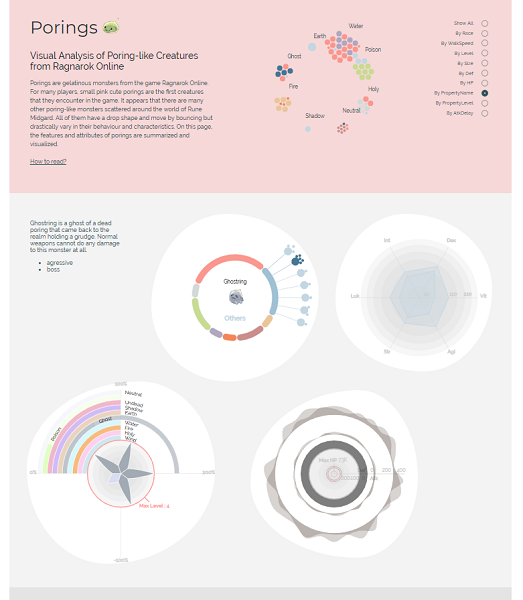 Porings
Visual Analysis of Poring-like Creatures
from Ragnarok Online
Porings are gelatinous monsters from the game Ragnarok Online
For many players, small pink cute porings are the first creatures
that they encounter in the game. It appears that there are many
other poring-like monsters scattered around the world of Rune
Midgard. All of them have a drop shape and move by bouncing but
drastically vary in their behaviour and characteristics. On this page,
the features and attributes of porings are summarized and
visualized.
How to read?
Water
Earth
Poison
Ghost
Fire
Holy
Neutral
Shadow
Show All
By Race
By WalkSpeed
By Level
By Size
By Def
By HP
By PropertyName
By PropertyLevel
By AtkDelay
Ghostring is a ghost of a dead
poring that came back to the
realm holding a grudge. Normal
weapons cannot do any damage
to this monster at all.
agressive
boss
Ghostring
Others
Int
Dex
Luk
Vit
Str
Agi
Neutral
Undead
Shadow
Earth
Ghost
Poison
Water
Fire
Holy
Wind
0%
Max Level : 4